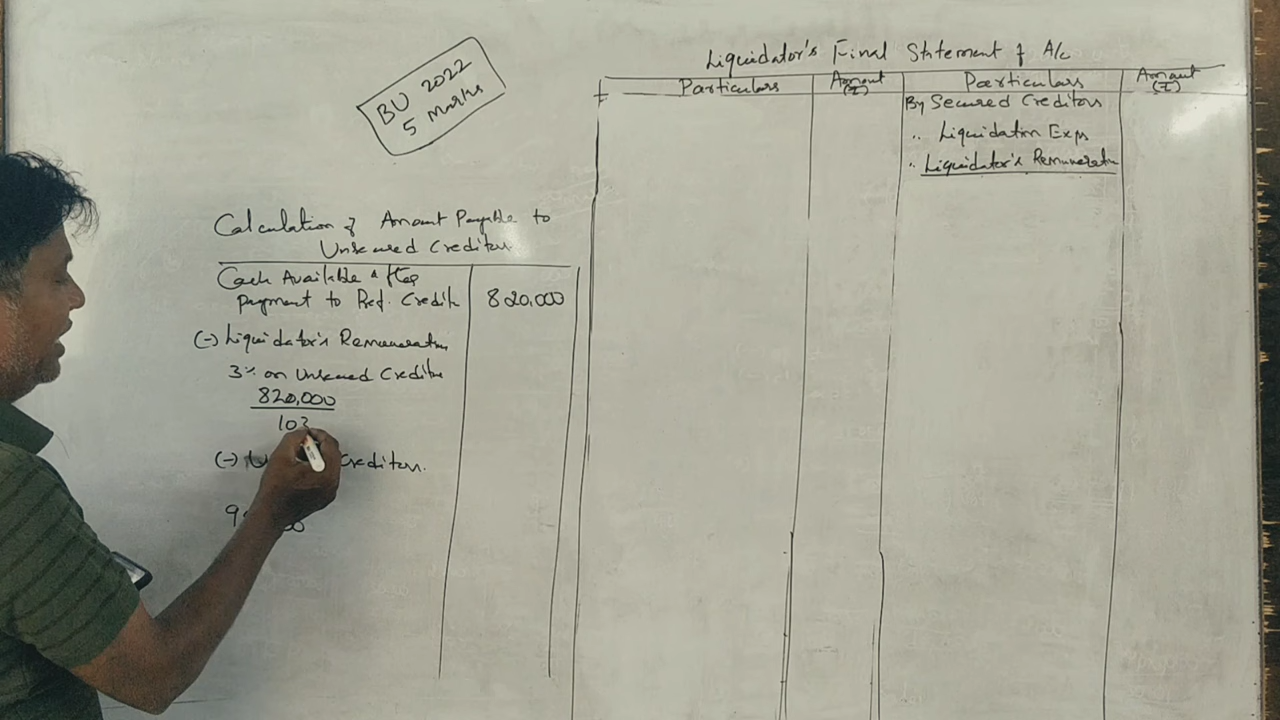 BU 2022
5 Marks
Calculation of Amount Payable to
Unsecured Creditors
Cash Available after
payment to Pref. Credit 820,000
(-) Liquidator's Remuneration
3% on Unsecured Creditors
820,000
103
(-) Creditors.
Liquidator's Final Statement of A/c
Particulars Amount (₹) Particulars Amount (₹)
By Secured Creditors
,, Liquidation Exps
,, Liquidator's Remuneration